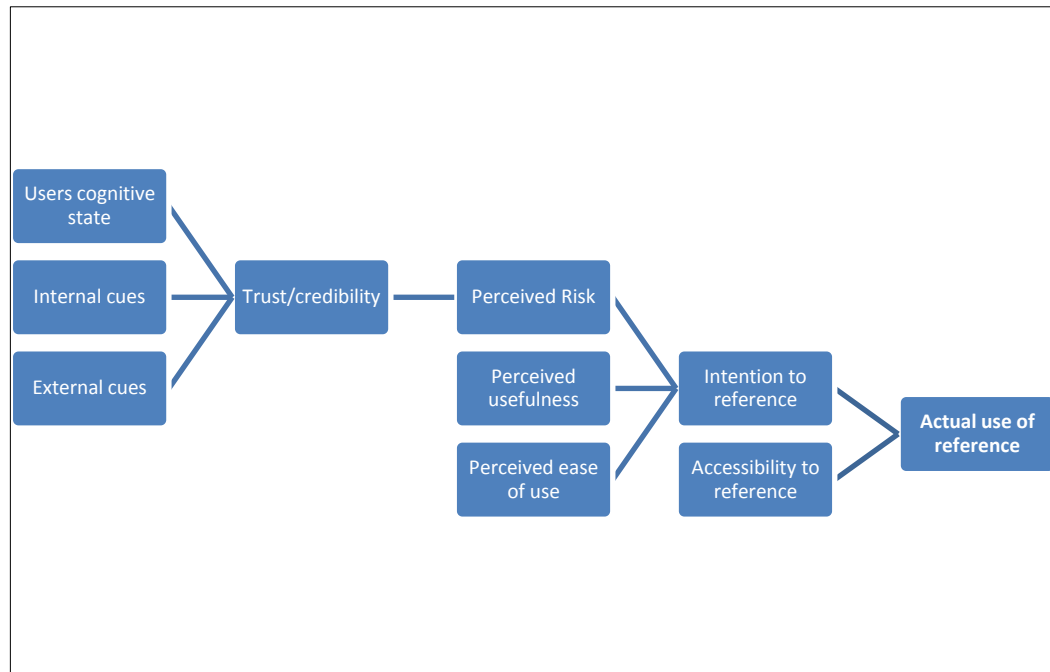 Users cognitive
state
Internal cues
External cues
Trust/credibility
Perceived Risk
Perceived
usefulness
Perceived ease
of use
Intention to
reference
Accessibility to
reference
Actual use of
reference